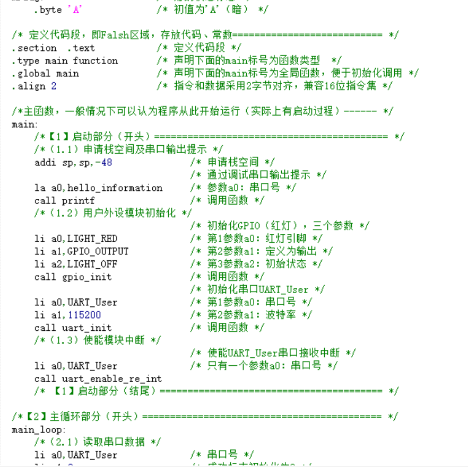 .byte 'A' /* 初值为'A'（暗） */
/* 定义代码段，即Falsh区域，存放代码、常数=========================== */
.section .text /* 定义代码段 */
.type main function /* 声明下面的main标号为函数类型 */
.global main /* 声明下面的main标号为全局函数，便于初始化调用 */
.align 2 /* 指令和数据采用2字节对齐，兼容16位指令集 */
/*主函数，一般情况下可以认为程序从此开始运行（实际上有启动过程）------ */
main:
/*【1】启动部分（开头）========================================== */
/*（1.1）申请栈空间及串口输出提示 */
addi sp,sp,-48 /* 申请栈空间 */
/* 通过调试串口输出提示 */
la a0,hello_information /* 参数a0：串口号 */
call printf /* 调用函数 */
/*（1.2）用户外设模块初始化 */
/* 初始化GPIO（红灯），三个参数 */
li a0,LIGHT_RED /* 第1参数a0：红灯引脚 */
li a1,GPIO_OUTPUT /* 第2参数a1：定义为输出 */
li a2,LIGHT_OFF /* 第3参数a2：初始状态 */
call gpio_init /* 调用函数 */
/* 初始化串口UART_User */
li a0,UART_User /* 第1参数a0：串口号 */
li a1,115200 /* 第2参数a1：波特率 */
call uart_init /* 调用函数 */
/*（1.3）使能模块中断 */
/* 使能UART_User串口接收中断 */
li a0,UART_User /* 只有一个参数a0：串口号 */
call uart_enable_re_int
/* 【1】启动部分（结尾）======================================== */
/*【2】主循环部分（开头）=========================================== */
main_loop:
/*（2.1）读取串口数据 */
li a0,UART_User /* 串口号 */